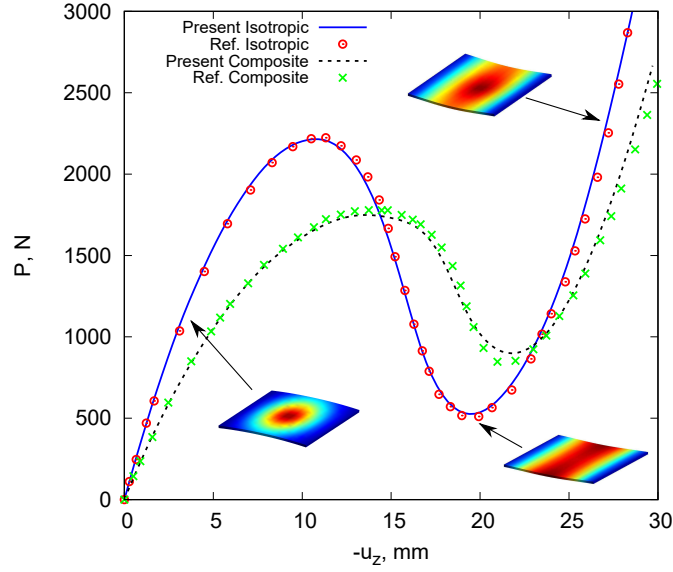 Present Isotropic
Ref. Isotropic
Present Composite
Ref. Composite
3000
2500
2000
1500
1000
500
0
P, N
0 5 10 15 20 25 30
-u_z, mm